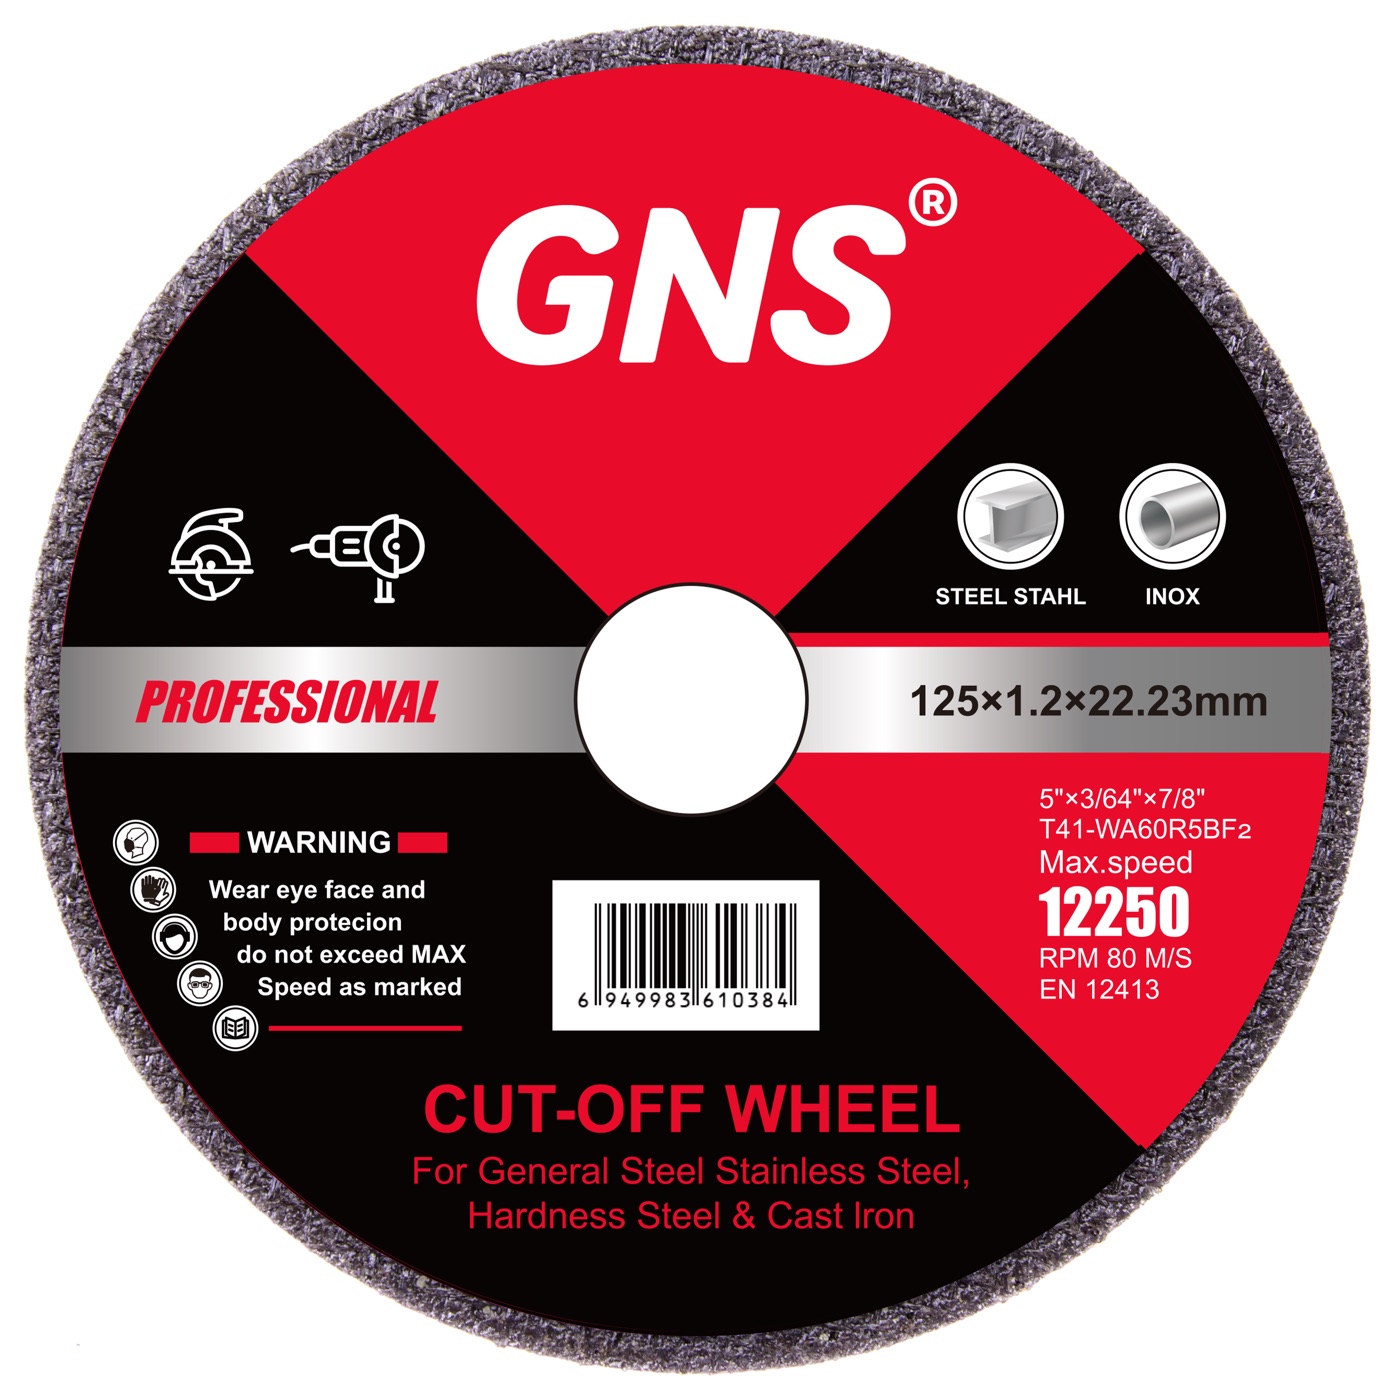 GNS®
STEEL STAHL
INOX
PROFESSIONAL
125×1.2×22.23mm
5"×3/64"×7/8"
T41-WA60R5BF2
Max.speed
12250
RPM 80 M/S
EN 12413
WARNING
Wear eye face and
body protecion
do not exceed MAX
Speed as marked
6 949983 610384
CUT-OFF WHEEL
For General Steel Stainless Steel,
Hardness Steel & Cast Iron